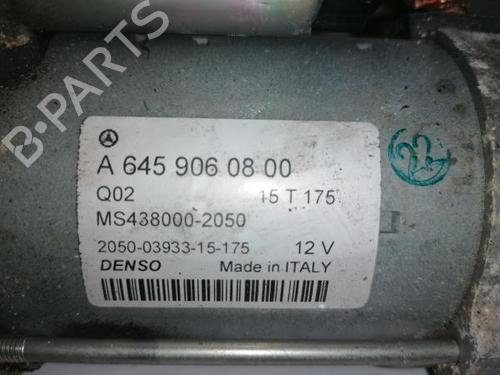 B-PARTS
A 645 906 08 00
Q02 15 T 175
MS438000-2050
2050-03933-15-175 12 V
DENSO Made in ITALY
22